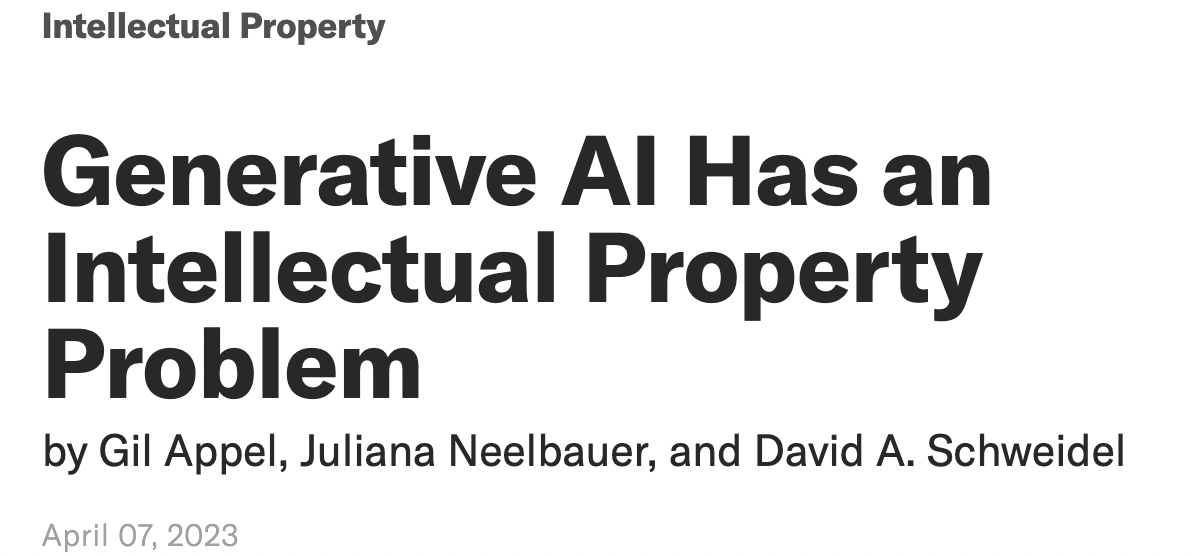 Intellectual Property
Generative AI Has an
Intellectual Property
Problem
by Gil Appel, Juliana Neelbauer, and David A. Schweidel
April 07, 2023